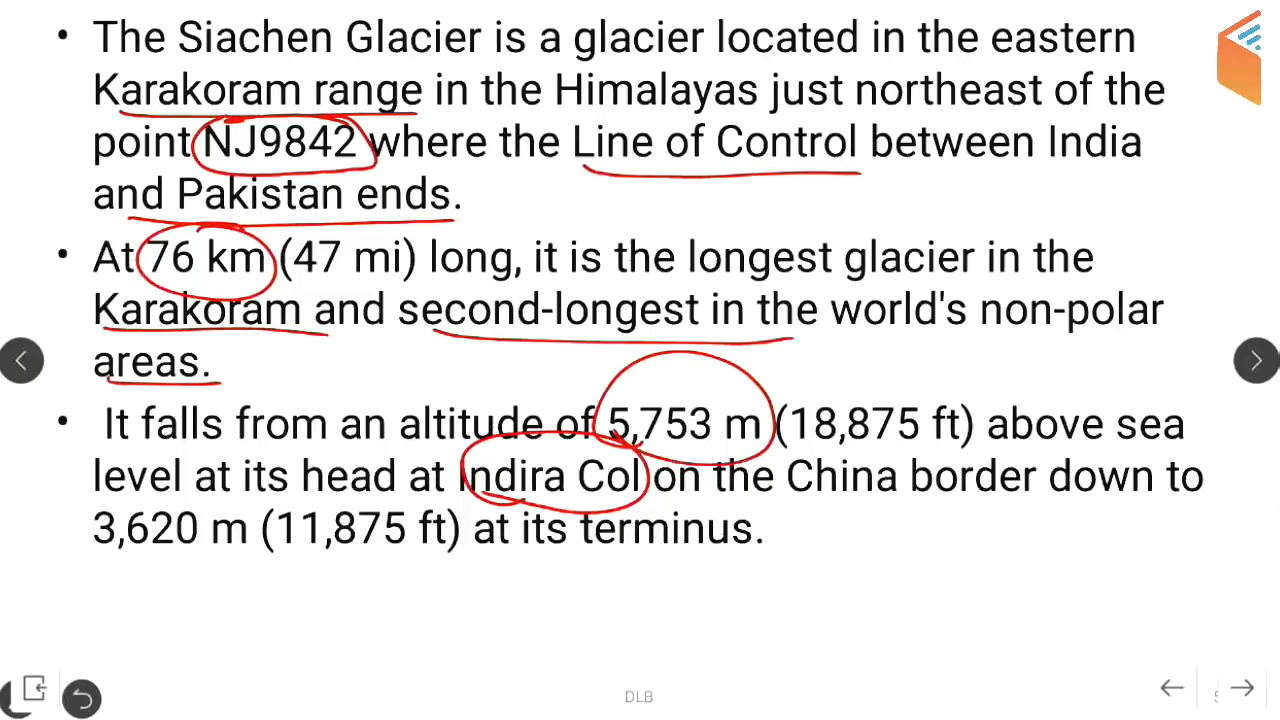 • The Siachen Glacier is a glacier located in the eastern
Karakoram range in the Himalayas just northeast of the
point NJ9842 where the Line of Control between India
and Pakistan ends.
• At 76 km (47 mi) long, it is the longest glacier in the
Karakoram and second-longest in the world's non-polar
areas.
• It falls from an altitude of 5,753 m (18,875 ft) above sea
level at its head at Indira Col on the China border down to
3,620 m (11,875 ft) at its terminus.
DLB